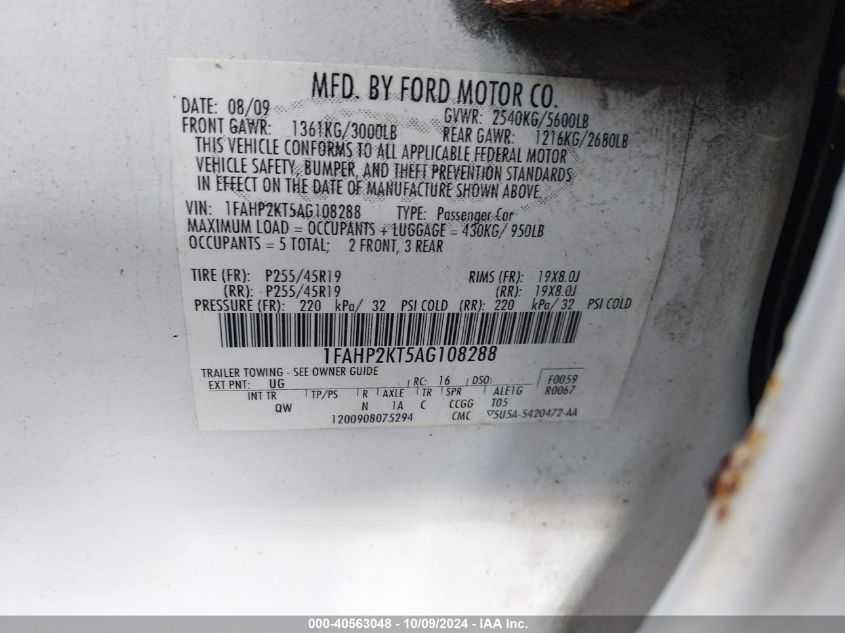 MFD. BY FORD MOTOR CO.
DATE: 08/09 GVWR: 2540KG/5600LB
FRONT GAWR: 1361KG/3000LB REAR GAWR: 1216KG/2680LB
THIS VEHICLE CONFORMS TO ALL APPLICABLE FEDERAL MOTOR
VEHICLE SAFETY, BUMPER, AND THEFT PREVENTION STANDARDS
IN EFFECT ON THE DATE OF MANUFACTURE SHOWN ABOVE.
VIN: 1FAHP2KT5AG108288 TYPE: Passenger Car
MAXIMUM LOAD = OCCUPANTS + LUGGAGE = 430KG/ 950LB
OCCUPANTS = 5 TOTAL; 2 FRONT, 3 REAR
TIRE (FR): P255/45R19 RIMS (FR): 19X8.0J
(RR): P255/45R19 (RR): 19X8.0J
PRESSURE (FR): 220 kPa/ 32 PSI COLD (RR): 220 kPa/ 32 PSI COLD
1FAHP2KT5AG108288
TRAILER TOWING - SEE OWNER GUIDE
EXT PNT: UG RC: 16 DSO: F0059
INT TR TP/PS R AXLE TR SPR ALE1G R0067
QW N 1A C CCGG T05
1200908075294 CMC 5U5A-5420472-AA
000-40563048 - 10/09/2024 - IAA Inc.